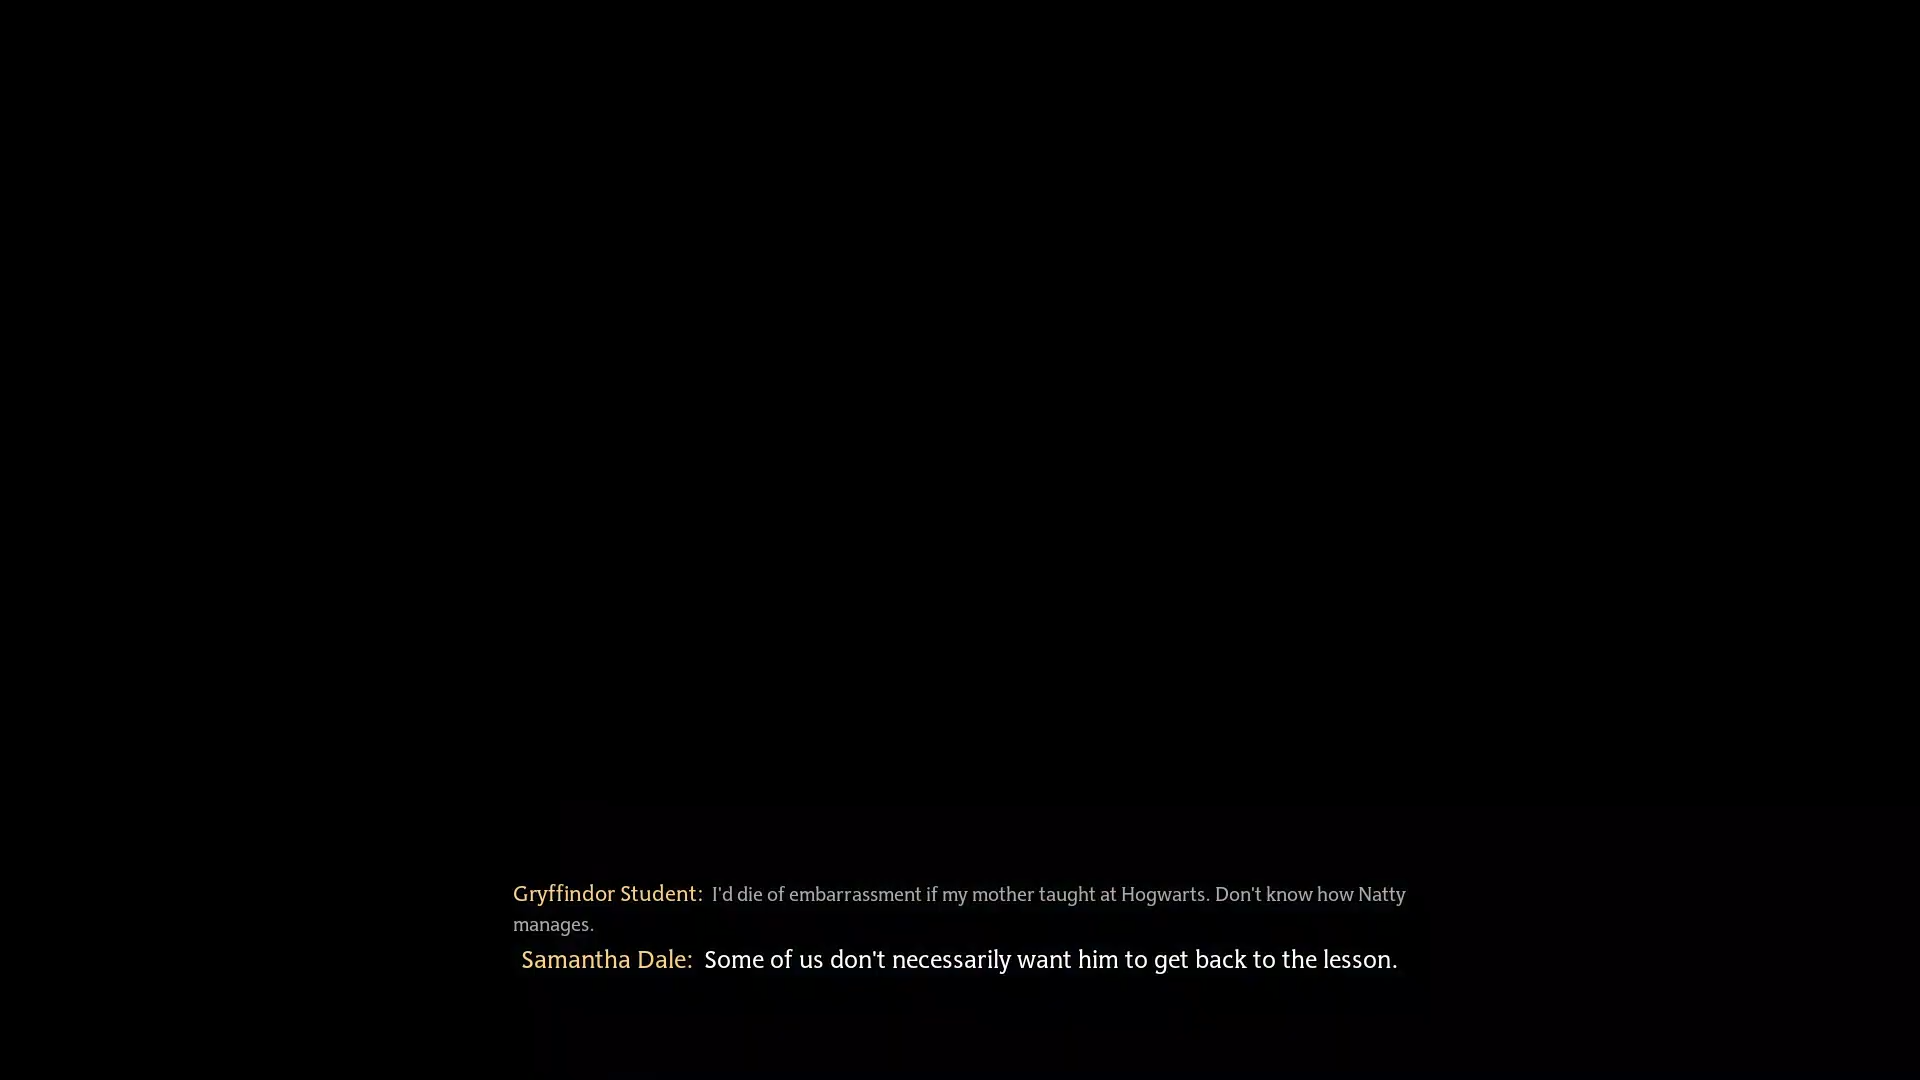 Gryffindor Student: I'd die of embarrassment if my mother taught at Hogwarts. Don't know how Natty
manages.
Samantha Dale: Some of us don't necessarily want him to get back to the lesson.